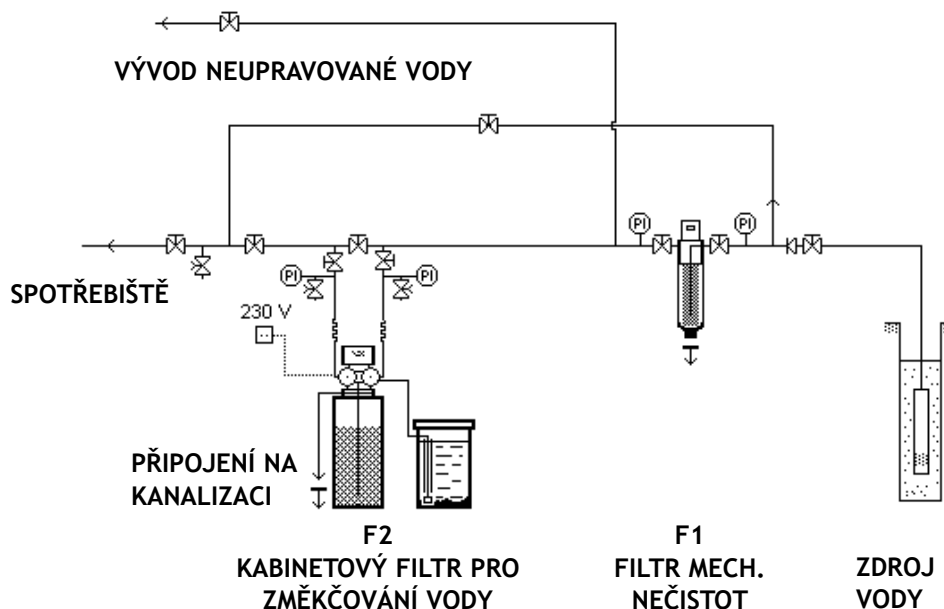 VÝVOD NEUPRAVOVANÉ VODY
PI
PI
SPOTŘEBIŠTĚ
PI
PI
230 V
PŘIPOJENÍ NA
KANALIZACI
F2
KABINETOVÝ FILTR PRO
ZMĚKČOVÁNÍ VODY
F1
FILTR MECH.
NEČISTOT
ZDROJ
VODY